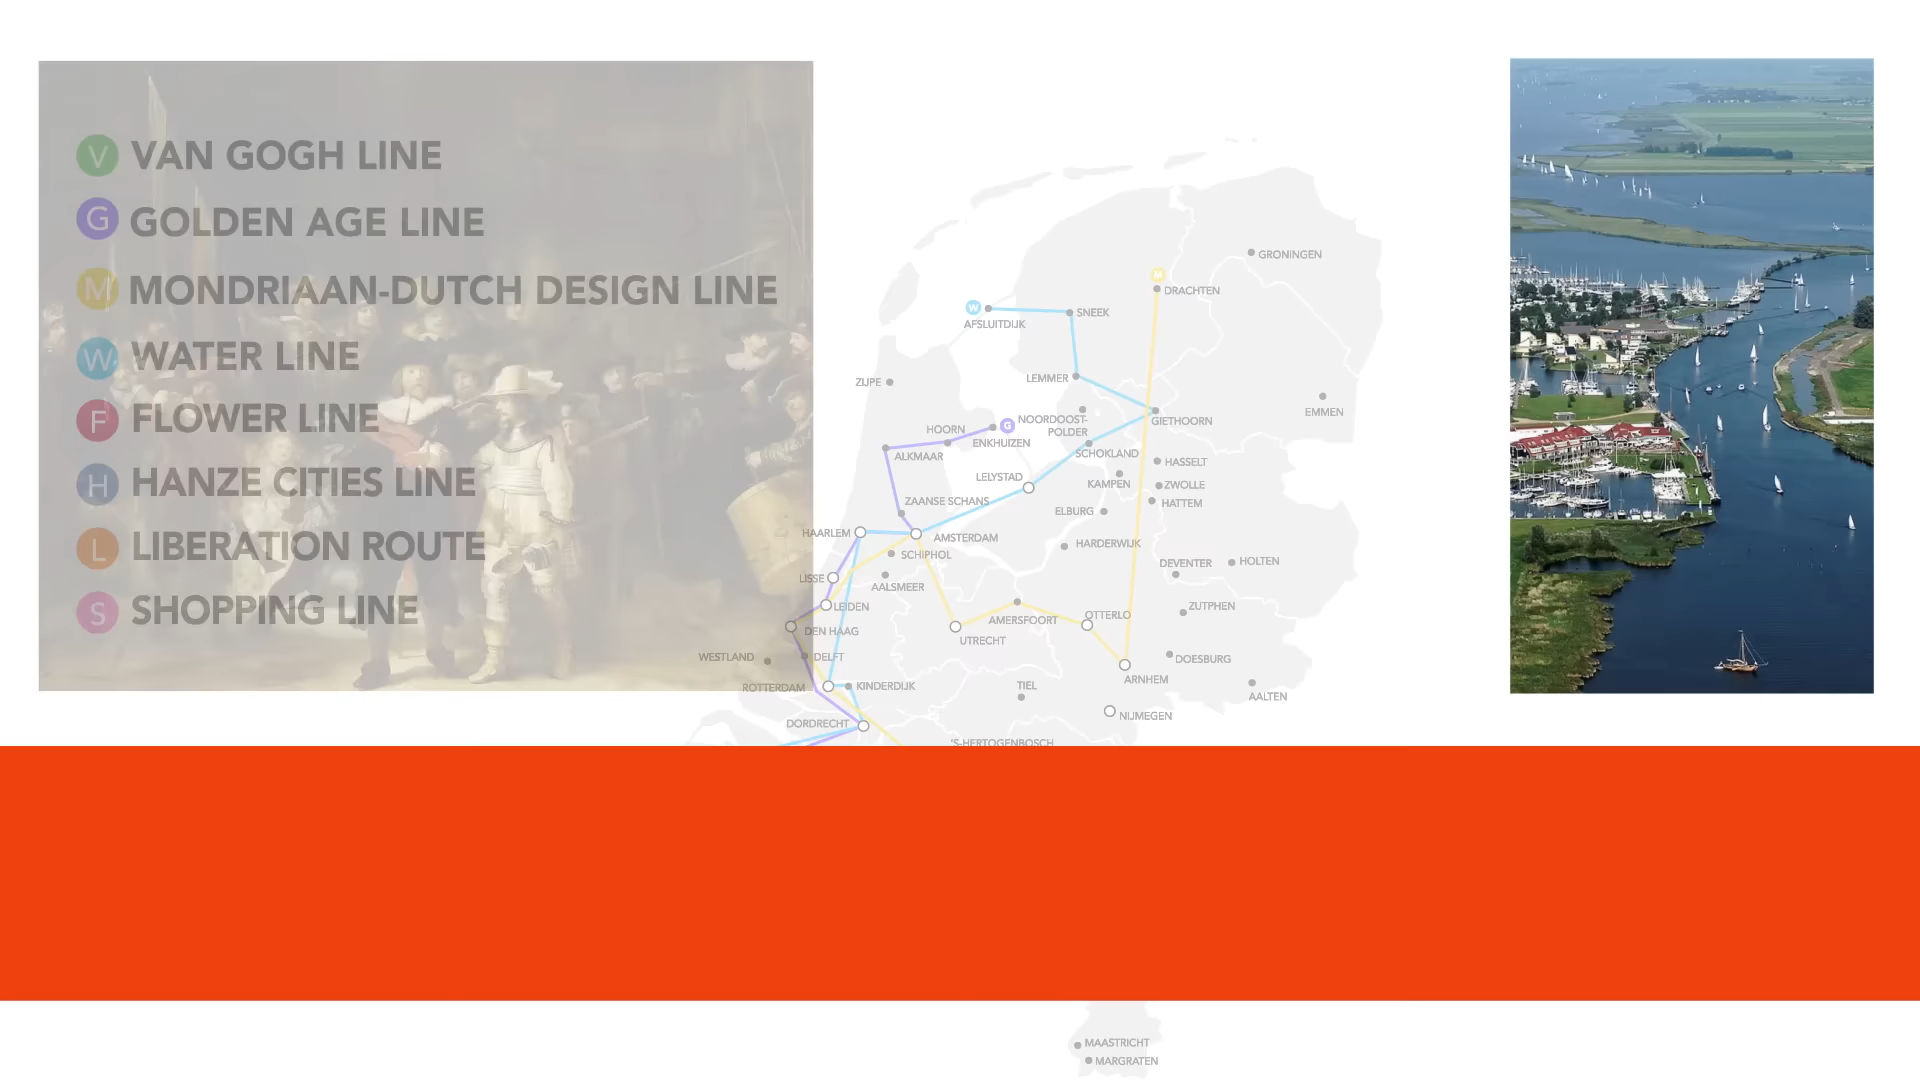 V VAN GOGH LINE
G GOLDEN AGE LINE
M MONDRIAAN-DUTCH DESIGN LINE
W WATER LINE
F FLOWER LINE
H HANZE CITIES LINE
L LIBERATION ROUTE
S SHOPPING LINE
GRONINGEN
M
DRACHTEN
W
AFSLUITDIJK
SNEEK
ZIJPE
LEMMER
EMMEN
GIETHOORN
G
NOORDOOST-
POLDER
HOORN
ENKHUIZEN
ALKMAAR
SCHOKLAND
HASSELT
LELYSTAD
KAMPEN
ZWOLLE
ZAANSE SCHANS
HATTEM
ELBURG
HAARLEM
AMSTERDAM
HARDERWIJK
SCHIPHOL
DEVENTER
HOLTEN
LISSE
AALSMEER
LEIDEN
ZUTPHEN
OTTERLO
AMERSFOORT
DEN HAAG
UTRECHT
WESTLAND
DELFT
DOESBURG
ARNHEM
ROTTERDAM
KINDERDIJK
TIEL
AALTEN
NIJMEGEN
DORDRECHT
'S-HERTOGENBOSCH
MAASTRICHT
MARGRATEN